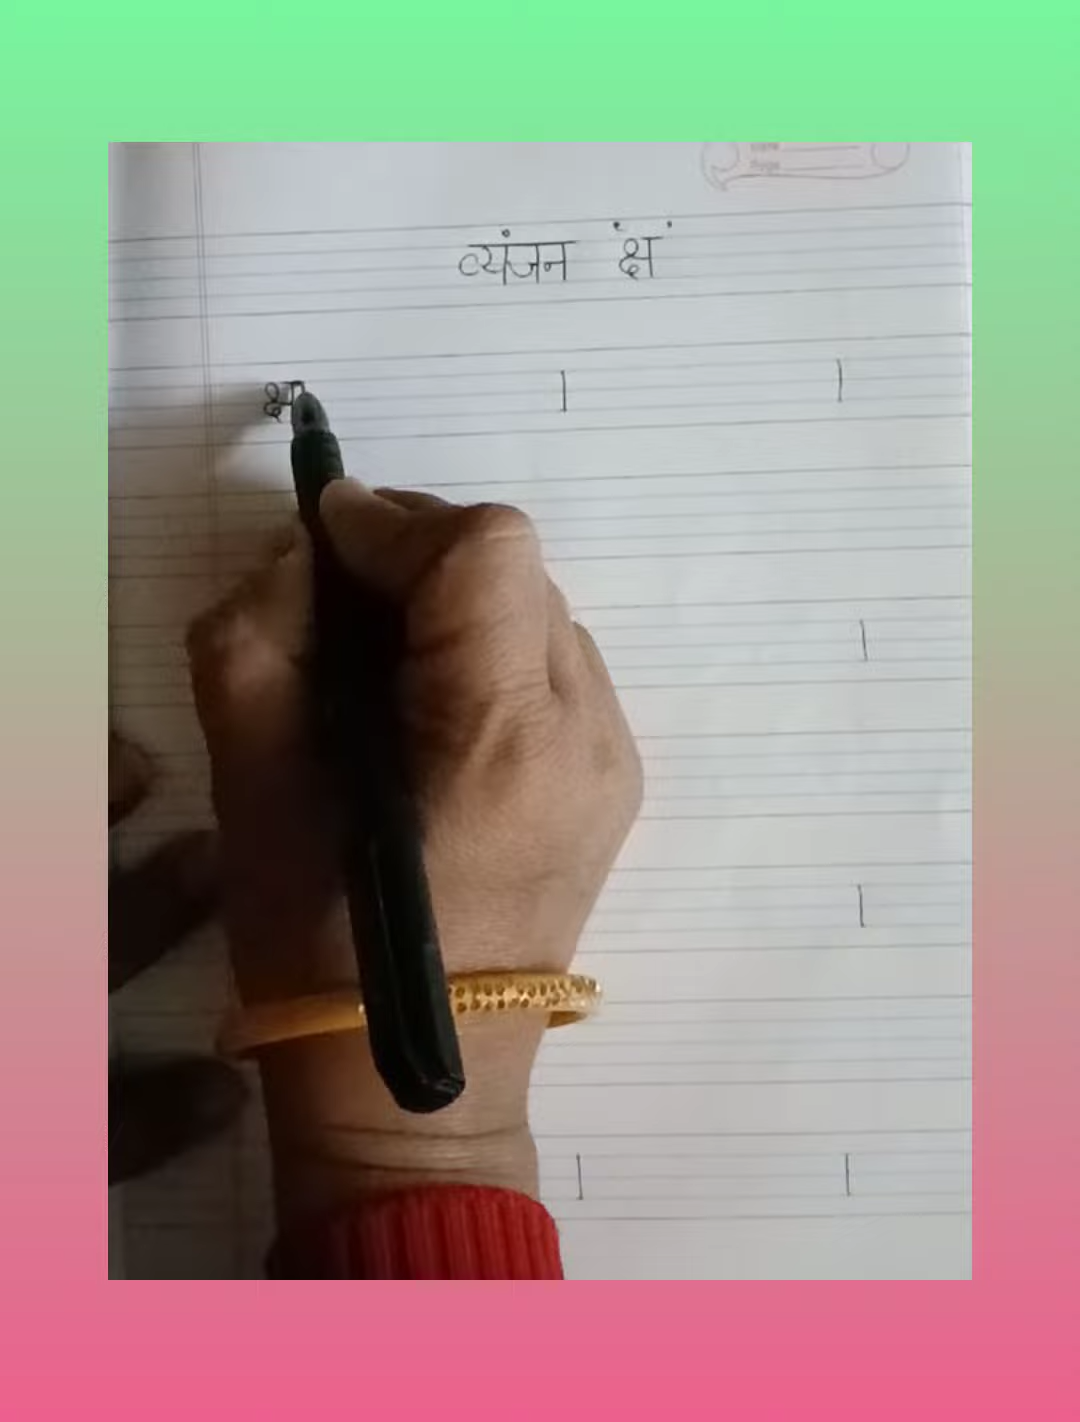 व्यंजन 'क्ष'
क्ष
। ।
।
।
। ।